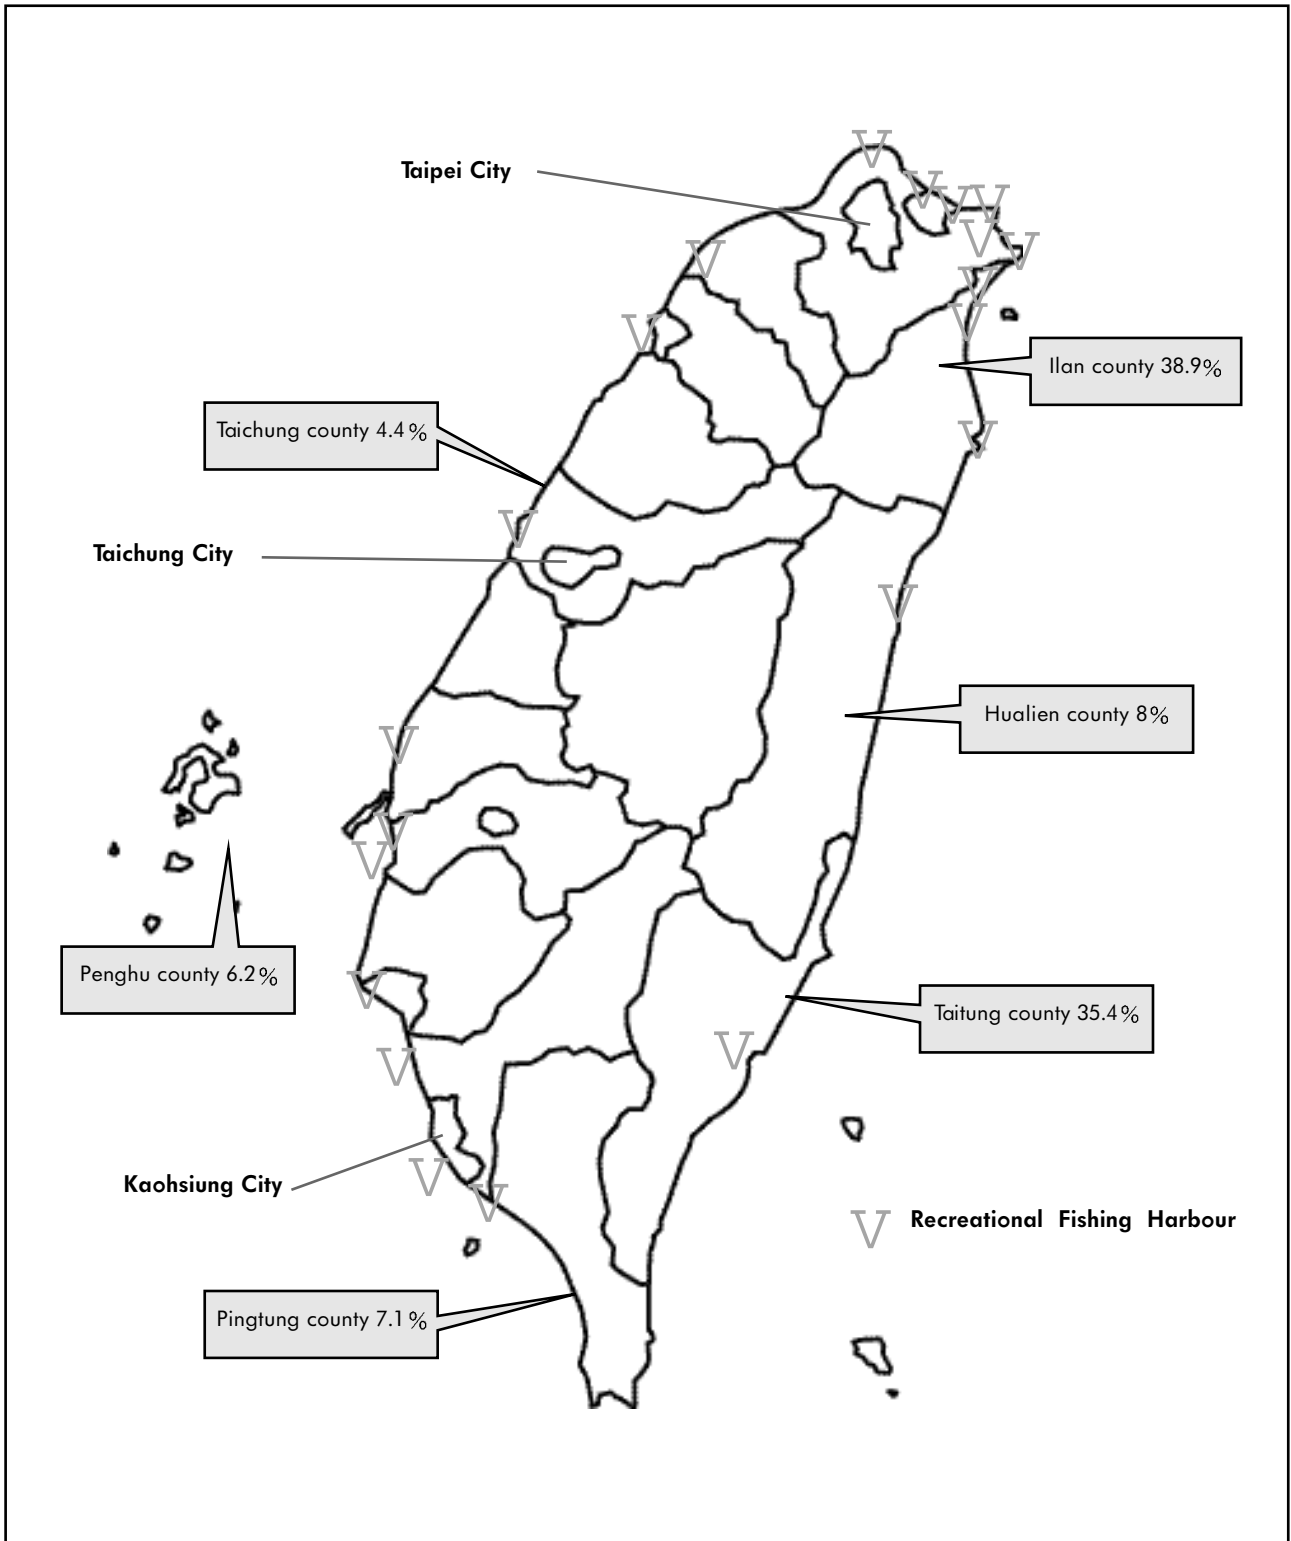 Taipei City
Ilan county 38.9%
Taichung county 4.4%
Taichung City
Hualien county 8%
Penghu county 6.2%
Taitung county 35.4%
Kaohsiung City
V Recreational Fishing Harbour
Pingtung county 7.1%